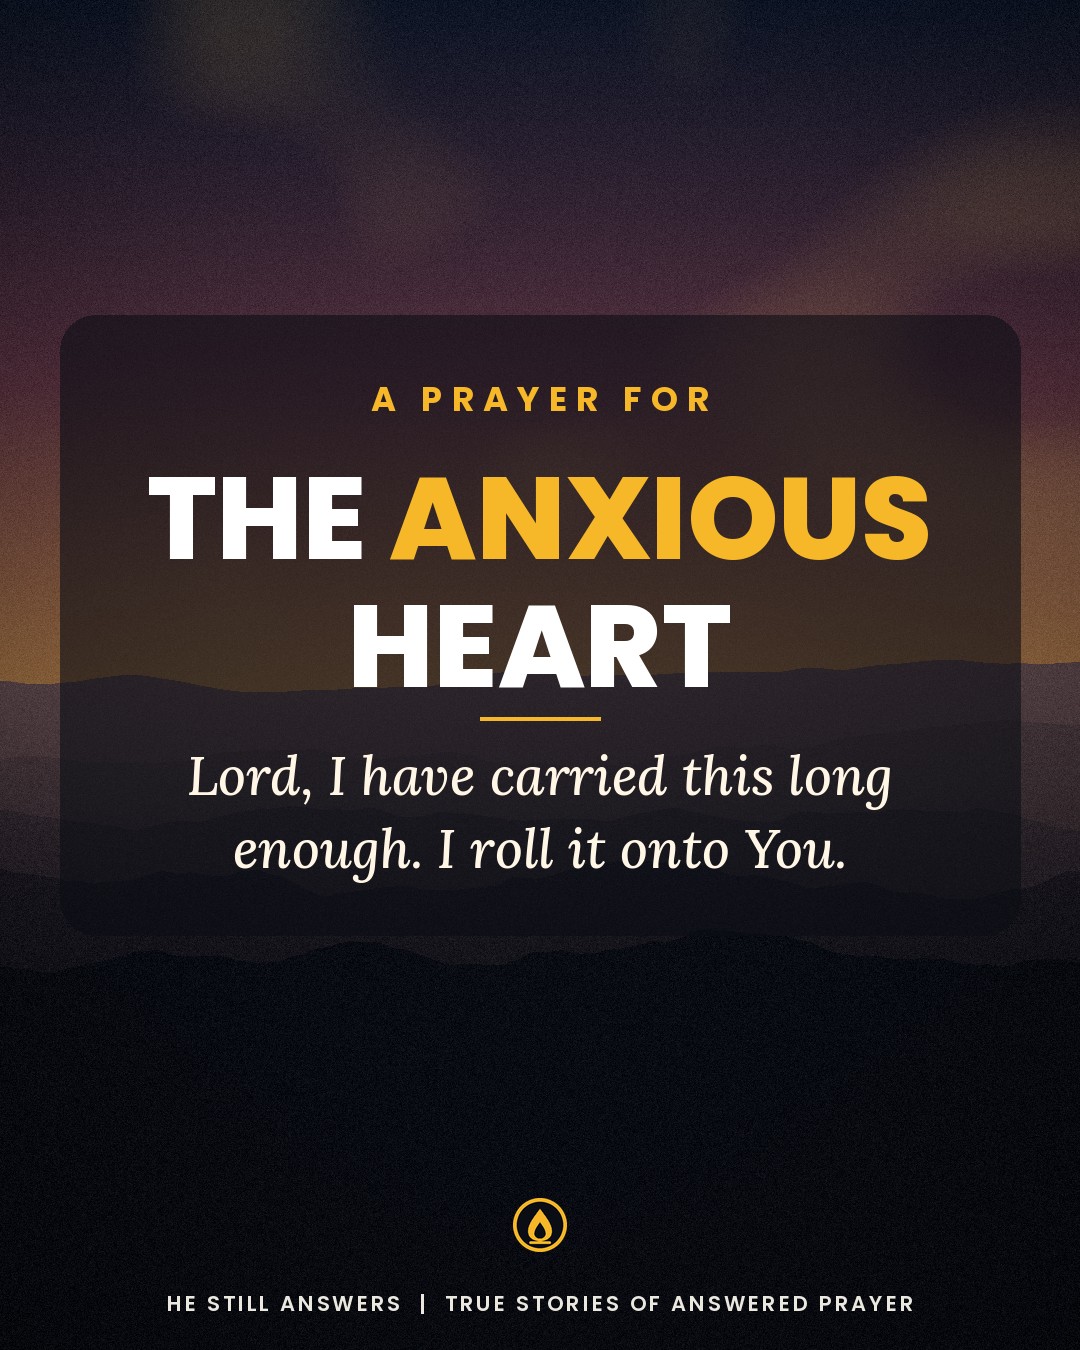 A PRAYER FOR
THE ANXIOUS
HEART
Lord, I have carried this long
enough. I roll it onto You.
HE STILL ANSWERS | TRUE STORIES OF ANSWERED PRAYER